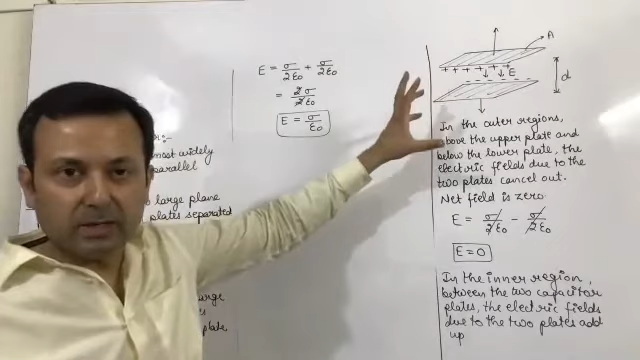 or:-
most widely
parallel
large plane
plates separated
E = σ/2ε₀ + σ/2ε₀
= 2σ/2ε₀
E = σ/ε₀
A
+ + + + + + +
E
- - - - - - -
d
In the outer regions,
above the upper plate and
below the lower plate, the
electric fields due to the
two plates cancel out.
Net field is zero
E = σ/2ε₀ - σ/2ε₀
E = 0
In the inner region,
between the two capacitor
plates, the electric fields
due to the two plates add
up